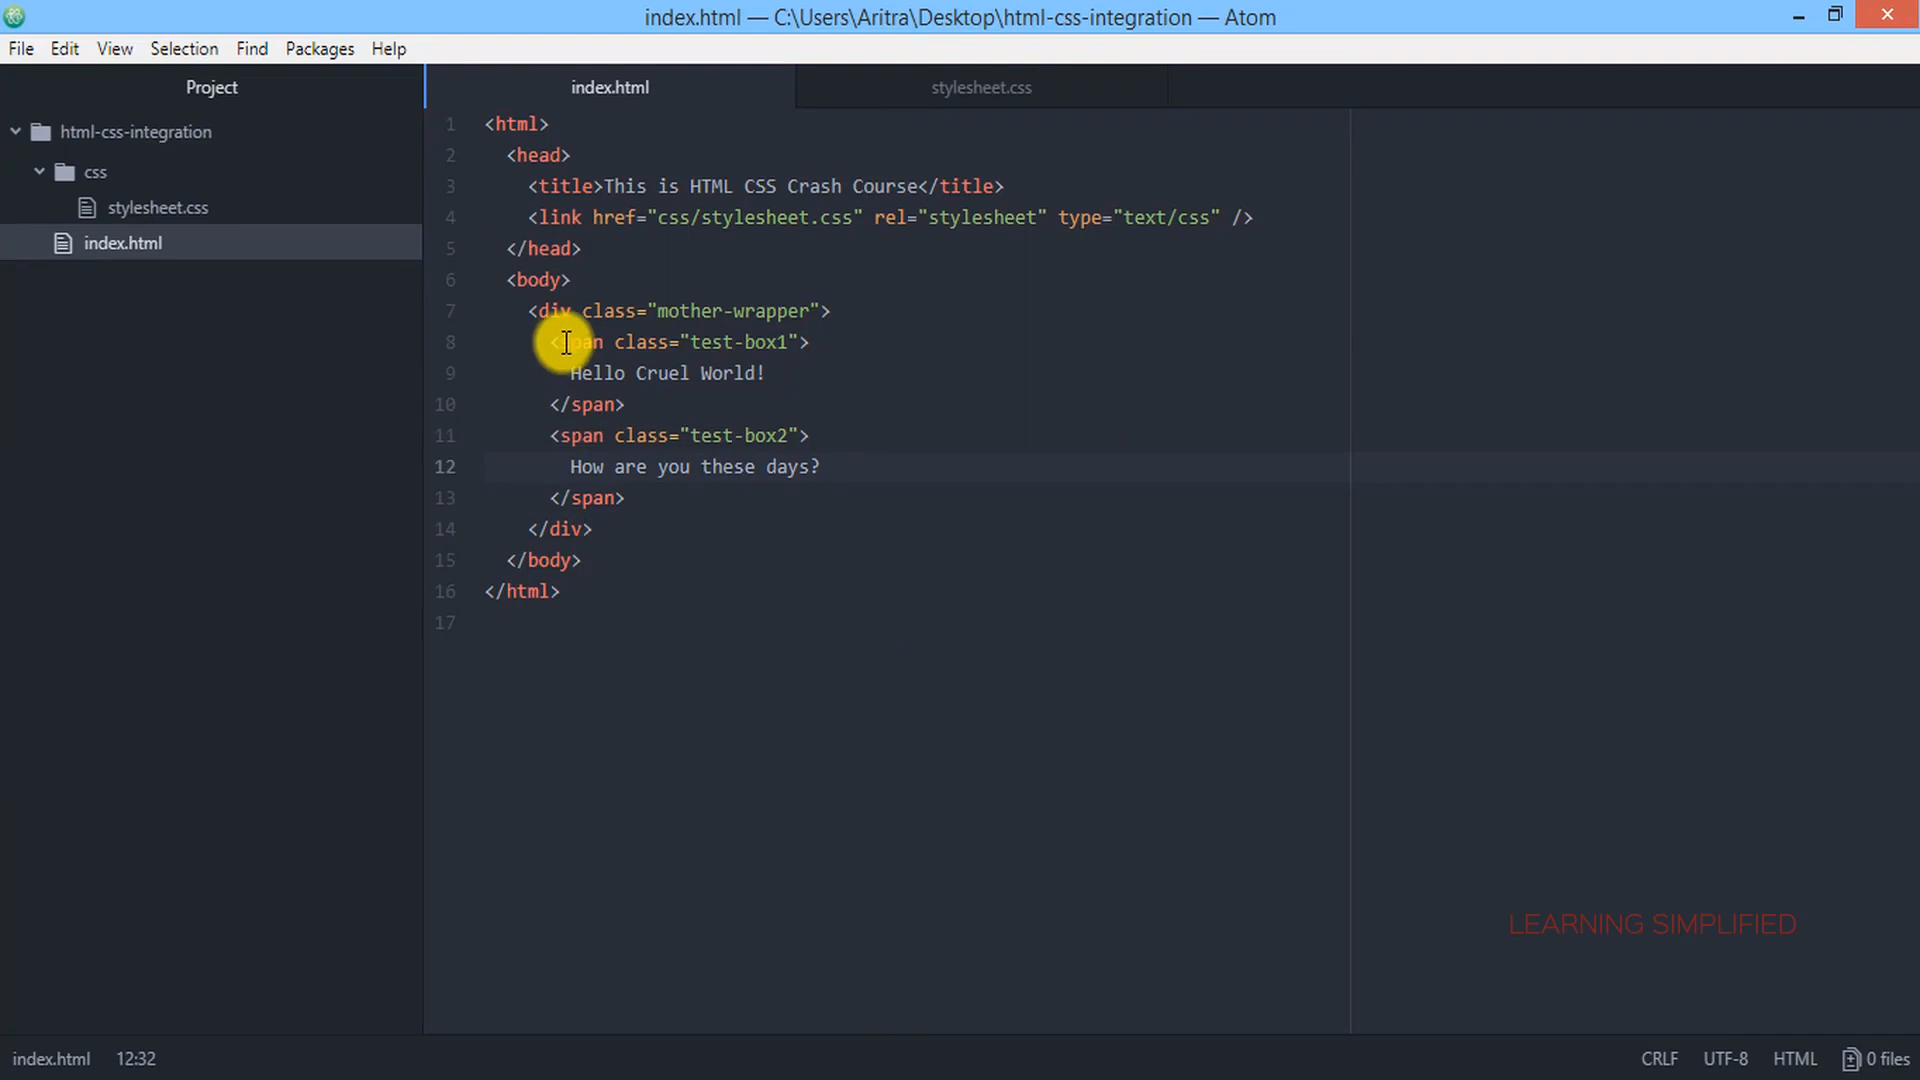 index.html — C:\Users\Aritra\Desktop\html-css-integration — Atom
File Edit View Selection Find Packages Help
Project
html-css-integration
css
stylesheet.css
index.html
index.html stylesheet.css
1 <html>
2 <head>
3 <title>This is HTML CSS Crash Course</title>
4 <link href="css/stylesheet.css" rel="stylesheet" type="text/css" />
5 </head>
6 <body>
7 <div class="mother-wrapper">
8 <span class="test-box1">
9 Hello Cruel World!
10 </span>
11 <span class="test-box2">
12 How are you these days?
13 </span>
14 </div>
15 </body>
16 </html>
17
LEARNING SIMPLIFIED
index.html 12:32 CRLF UTF-8 HTML 0 files